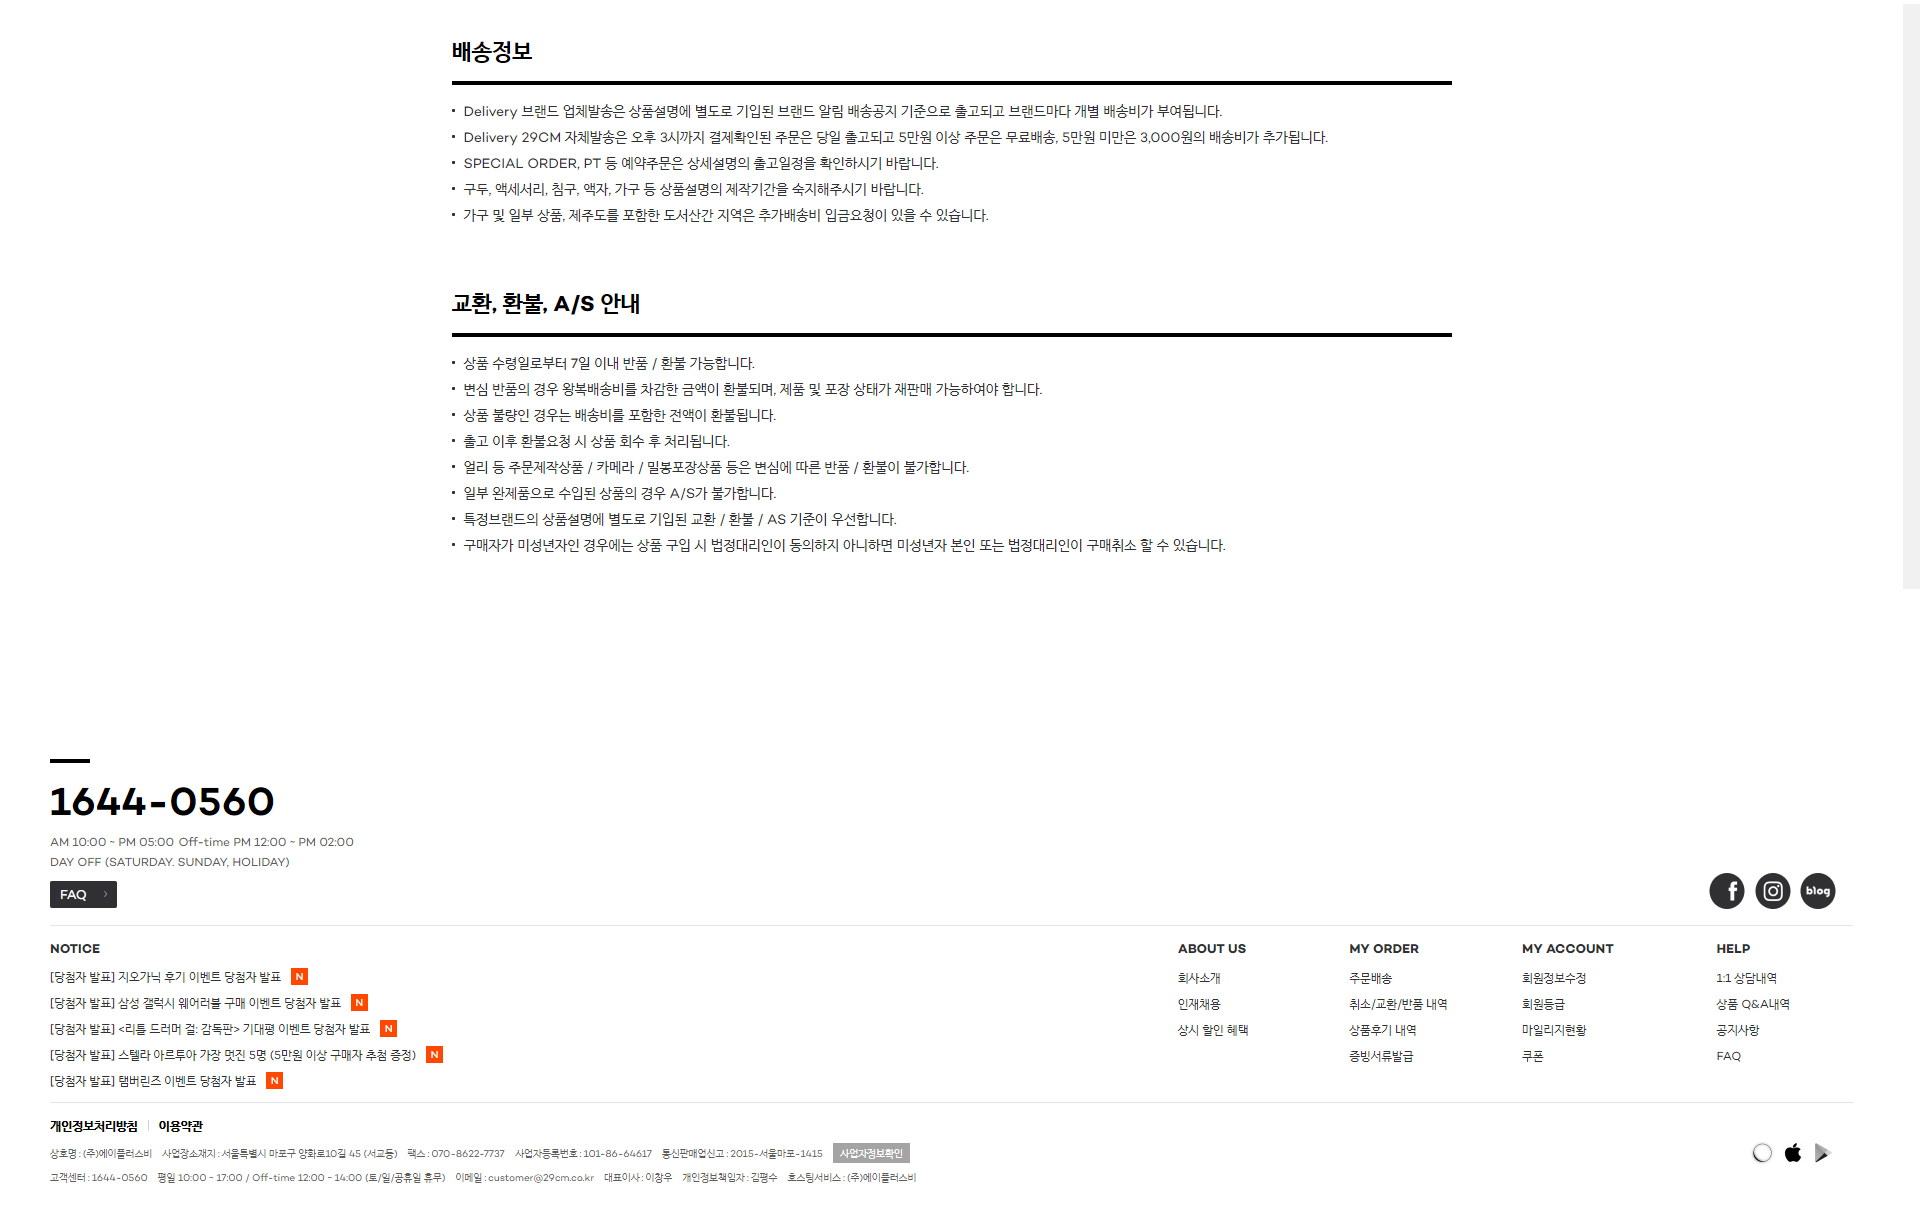 배송정보
Delivery 브랜드 업체발송은 상품설명에 별도로 기입된 브랜드 알림 배송공지 기준으로 출고되고 브랜드마다 개별 배송비가 부여됩니다.
Delivery 29CM 자체발송은 오후 3시까지 결제확인된 주문은 당일 출고되고 5만원 이상 주문은 무료배송, 5만원 미만은 3,000원의 배송비가 추가됩니다.
SPECIAL ORDER, PT 등 예약주문은 상세설명의 출고일정을 확인하시기 바랍니다.
구두, 액세서리, 침구, 액자, 가구 등 상품설명의 제작기간을 숙지해주시기 바랍니다.
가구 및 일부 상품, 제주도를 포함한 도서산간 지역은 추가배송비 입금요청이 있을 수 있습니다.
교환, 환불, A/S 안내
상품 수령일로부터 7일 이내 반품 / 환불 가능합니다.
변심 반품의 경우 왕복배송비를 차감한 금액이 환불되며, 제품 및 포장 상태가 재판매 가능하여야 합니다.
상품 불량인 경우는 배송비를 포함한 전액이 환불됩니다.
출고 이후 환불요청 시 상품 회수 후 처리됩니다.
얼리 등 주문제작상품 / 카메라 / 밀봉포장상품 등은 변심에 따른 반품 / 환불이 불가합니다.
일부 완제품으로 수입된 상품의 경우 A/S가 불가합니다.
특정브랜드의 상품설명에 별도로 기입된 교환 / 환불 / AS 기준이 우선합니다.
구매자가 미성년자인 경우에는 상품 구입 시 법정대리인이 동의하지 아니하면 미성년자 본인 또는 법정대리인이 구매취소 할 수 있습니다.
1644-0560
AM 10:00 ~ PM 05:00 Off-time PM 12:00 ~ PM 02:00
DAY OFF (SATURDAY. SUNDAY, HOLIDAY)
FAQ
blog
NOTICE
[당첨자 발표] 지오가닉 후기 이벤트 당첨자 발표 N
[당첨자 발표] 삼성 갤럭시 웨어러블 구매 이벤트 당첨자 발표 N
[당첨자 발표] <리틀 드러머 걸: 감독판> 기대평 이벤트 당첨자 발표 N
[당첨자 발표] 스텔라 아르투아 가장 멋진 5명 (5만원 이상 구매자 추첨 증정) N
[당첨자 발표] 탬버린즈 이벤트 당첨자 발표 N
ABOUT US
회사소개
인재채용
상시 할인 혜택
MY ORDER
주문배송
취소/교환/반품 내역
상품후기 내역
증빙서류발급
MY ACCOUNT
회원정보수정
회원등급
마일리지현황
쿠폰
HELP
1:1 상담내역
상품 Q&A내역
공지사항
FAQ
개인정보처리방침 이용약관
상호명 : (주)에이플러스비 사업장소재지 : 서울특별시 마포구 양화로10길 45 (서교동) 팩스 : 070-8622-7737 사업자등록번호 : 101-86-64617 통신판매업신고 : 2015-서울마포-1415 사업자정보확인
고객센터 : 1644-0560 평일 10:00 - 17:00 / Off-time 12:00 - 14:00 (토/일/공휴일 휴무) 이메일 : customer@29cm.co.kr 대표이사 : 이창우 개인정보책임자 : 김평수 호스팅서비스 : (주)에이플러스비